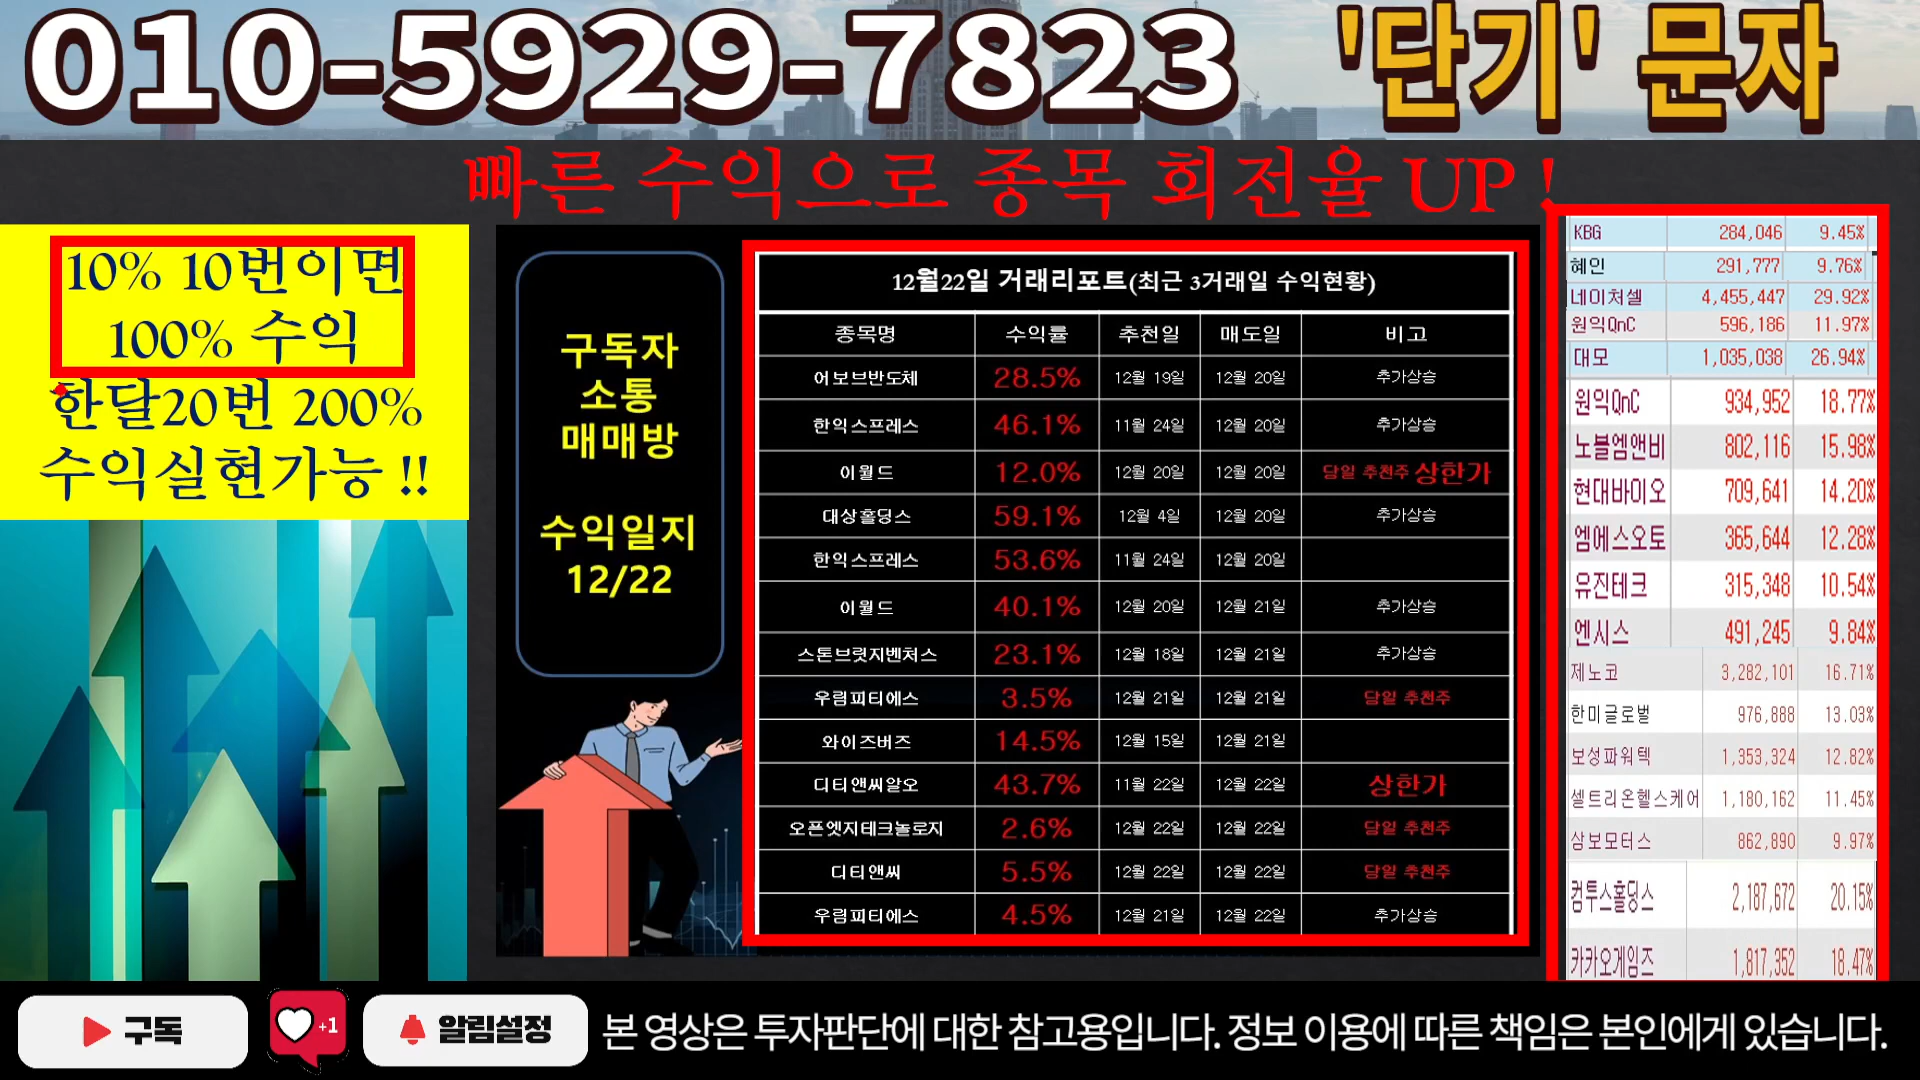 010-5929-7823 '단기' 문자
빠른 수익으로 종목 회전율 UP !
10% 10번이면
100% 수익
한달20번 200%
수익실현가능 !!
구독자
소통
매매방
수익일지
12/22
12월22일 거래리포트(최근 3거래일 수익현황)
종목명 수익률 추천일 매도일 비고
어보브반도체 28.5% 12월 19일 12월 20일 추가상승
한익스프레스 46.1% 11월 24일 12월 20일 추가상승
이월드 12.0% 12월 20일 12월 20일 당일 추천주 상한가
대상홀딩스 59.1% 12월 4일 12월 20일 추가상승
한익스프레스 53.6% 11월 24일 12월 20일
이월드 40.1% 12월 20일 12월 21일 추가상승
스톤브릿지벤처스 23.1% 12월 18일 12월 21일 추가상승
우림피티에스 3.5% 12월 21일 12월 21일 당일 추천주
와이즈버즈 14.5% 12월 15일 12월 21일
디티앤씨알오 43.7% 11월 22일 12월 22일 상한가
오픈엣지테크놀로지 2.6% 12월 22일 12월 22일 당일 추천주
디티앤씨 5.5% 12월 22일 12월 22일 당일 추천주
우림피티에스 4.5% 12월 21일 12월 22일 추가상승
KBG 284,046 9.45%
혜인 291,777 9.76%
네이처셀 4,455,447 29.92%
원익QnC 596,186 11.97%
대모 1,035,038 26.94%
원익QnC 934,952 18.77%
노블엠앤비 802,116 15.98%
현대바이오 709,641 14.20%
엠에스오토 365,644 12.28%
유진테크 315,348 10.54%
엔시스 491,245 9.84%
제노코 3,282,101 16.71%
한미글로벌 976,888 13.03%
보성파워텍 1,353,324 12.82%
셀트리온헬스케어 1,180,162 11.45%
상보모터스 862,890 9.97%
컴투스홀딩스 2,187,672 20.15%
카카오게임즈 1,817,352 18.47%
구독 +1 알림설정 본 영상은 투자판단에 대한 참고용입니다. 정보 이용에 따른 책임은 본인에게 있습니다.